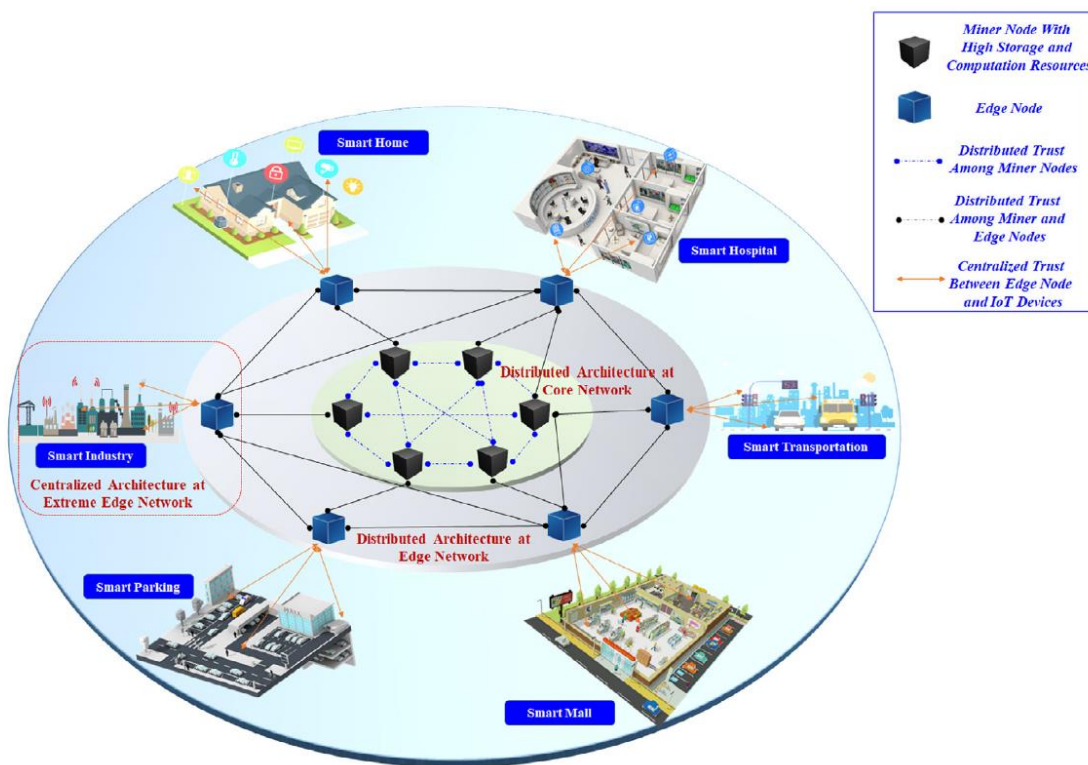 Miner Node With
High Storage and
Computation Resources
Edge Node
Distributed Trust
Among Miner Nodes
Distributed Trust
Among Miner and
Edge Nodes
Centralized Trust
Between Edge Node
and IoT Devices
Smart Home
Smart Hospital
Distributed Architecture at
Core Network
Smart Industry
Centralized Architecture at
Extreme Edge Network
Smart Transportation
Distributed Architecture at
Edge Network
Smart Parking
Smart Mall